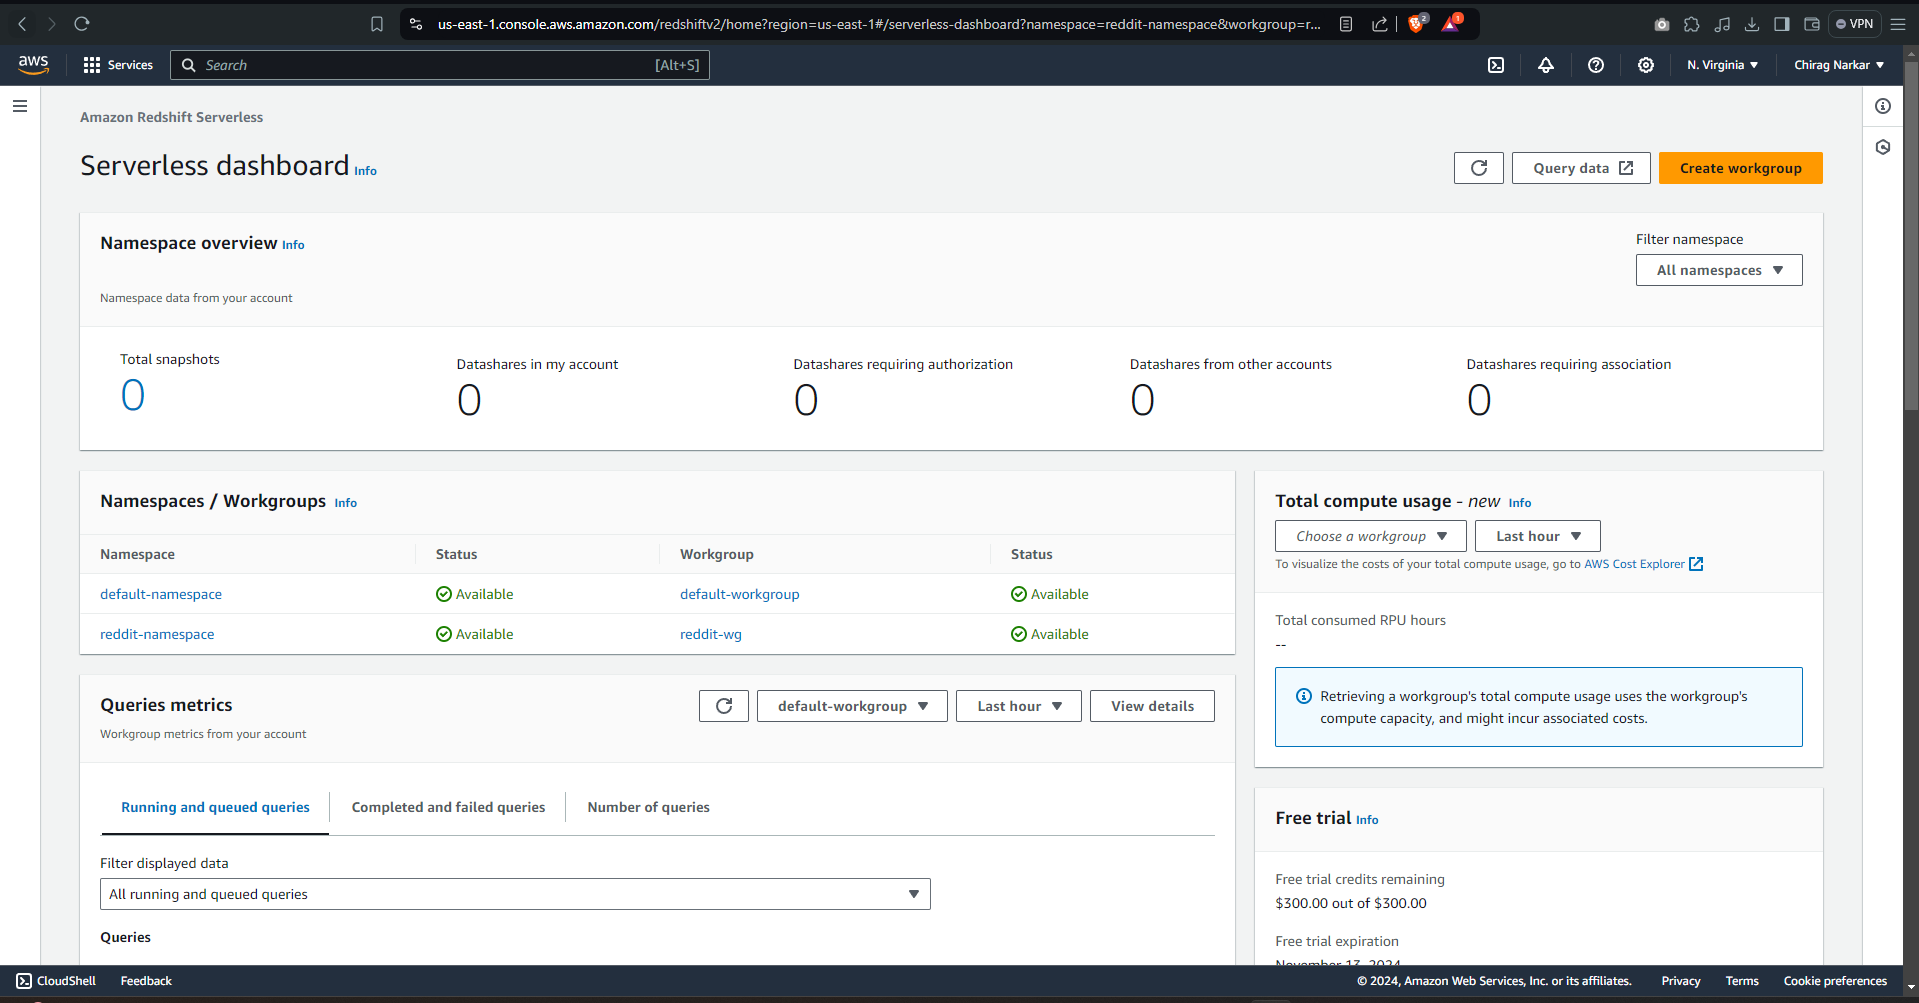 us-east-1.console.aws.amazon.com/redshiftv2/home?region=us-east-1#/serverless-dashboard?namespace=reddit-namespace&workgroup=r...
2
1
VPN
aws
Services
Search
[Alt+S]
N. Virginia
Chirag Narkar
Amazon Redshift Serverless
Serverless dashboard Info
Query data
Create workgroup
Namespace overview Info
Filter namespace
All namespaces
Namespace data from your account
Total snapshots
0
Datashares in my account
0
Datashares requiring authorization
0
Datashares from other accounts
0
Datashares requiring association
0
Namespaces / Workgroups Info
Namespace Status Workgroup Status
default-namespace Available default-workgroup Available
reddit-namespace Available reddit-wg Available
Total compute usage - new Info
Choose a workgroup
Last hour
To visualize the costs of your total compute usage, go to AWS Cost Explorer
Total consumed RPU hours
--
Retrieving a workgroup's total compute usage uses the workgroup's
compute capacity, and might incur associated costs.
Queries metrics
default-workgroup
Last hour
View details
Workgroup metrics from your account
Running and queued queries
Completed and failed queries
Number of queries
Filter displayed data
All running and queued queries
Queries
Free trial Info
Free trial credits remaining
$300.00 out of $300.00
Free trial expiration
November 13, 2024
CloudShell
Feedback
© 2024, Amazon Web Services, Inc. or its affiliates.
Privacy
Terms
Cookie preferences